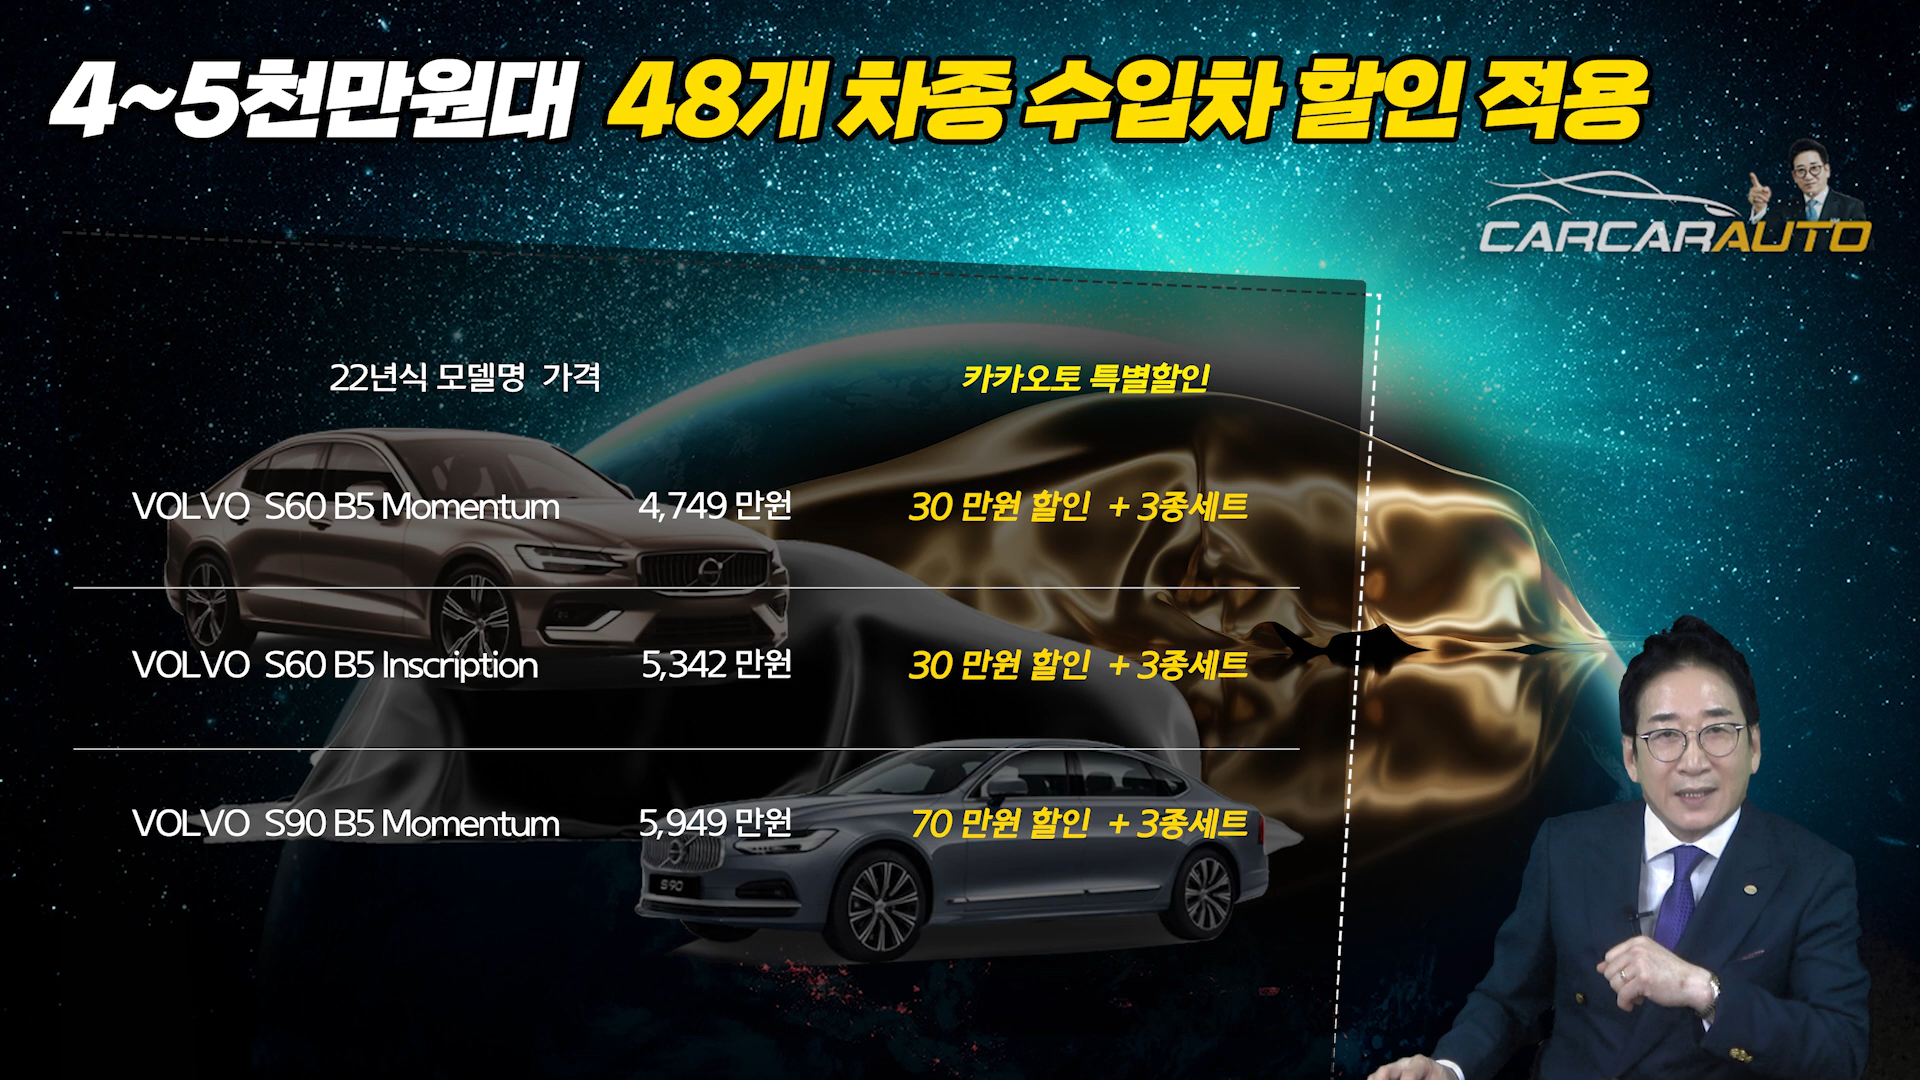 4~5천만원대 48개 차종 수입차 할인 적용
CARCARAUTO
22년식 모델명 가격 카카오토 특별할인
VOLVO S60 B5 Momentum 4,749 만원 30 만원 할인 + 3종세트
VOLVO S60 B5 Inscription 5,342 만원 30 만원 할인 + 3종세트
VOLVO S90 B5 Momentum 5,949 만원 70 만원 할인 + 3종세트
S90